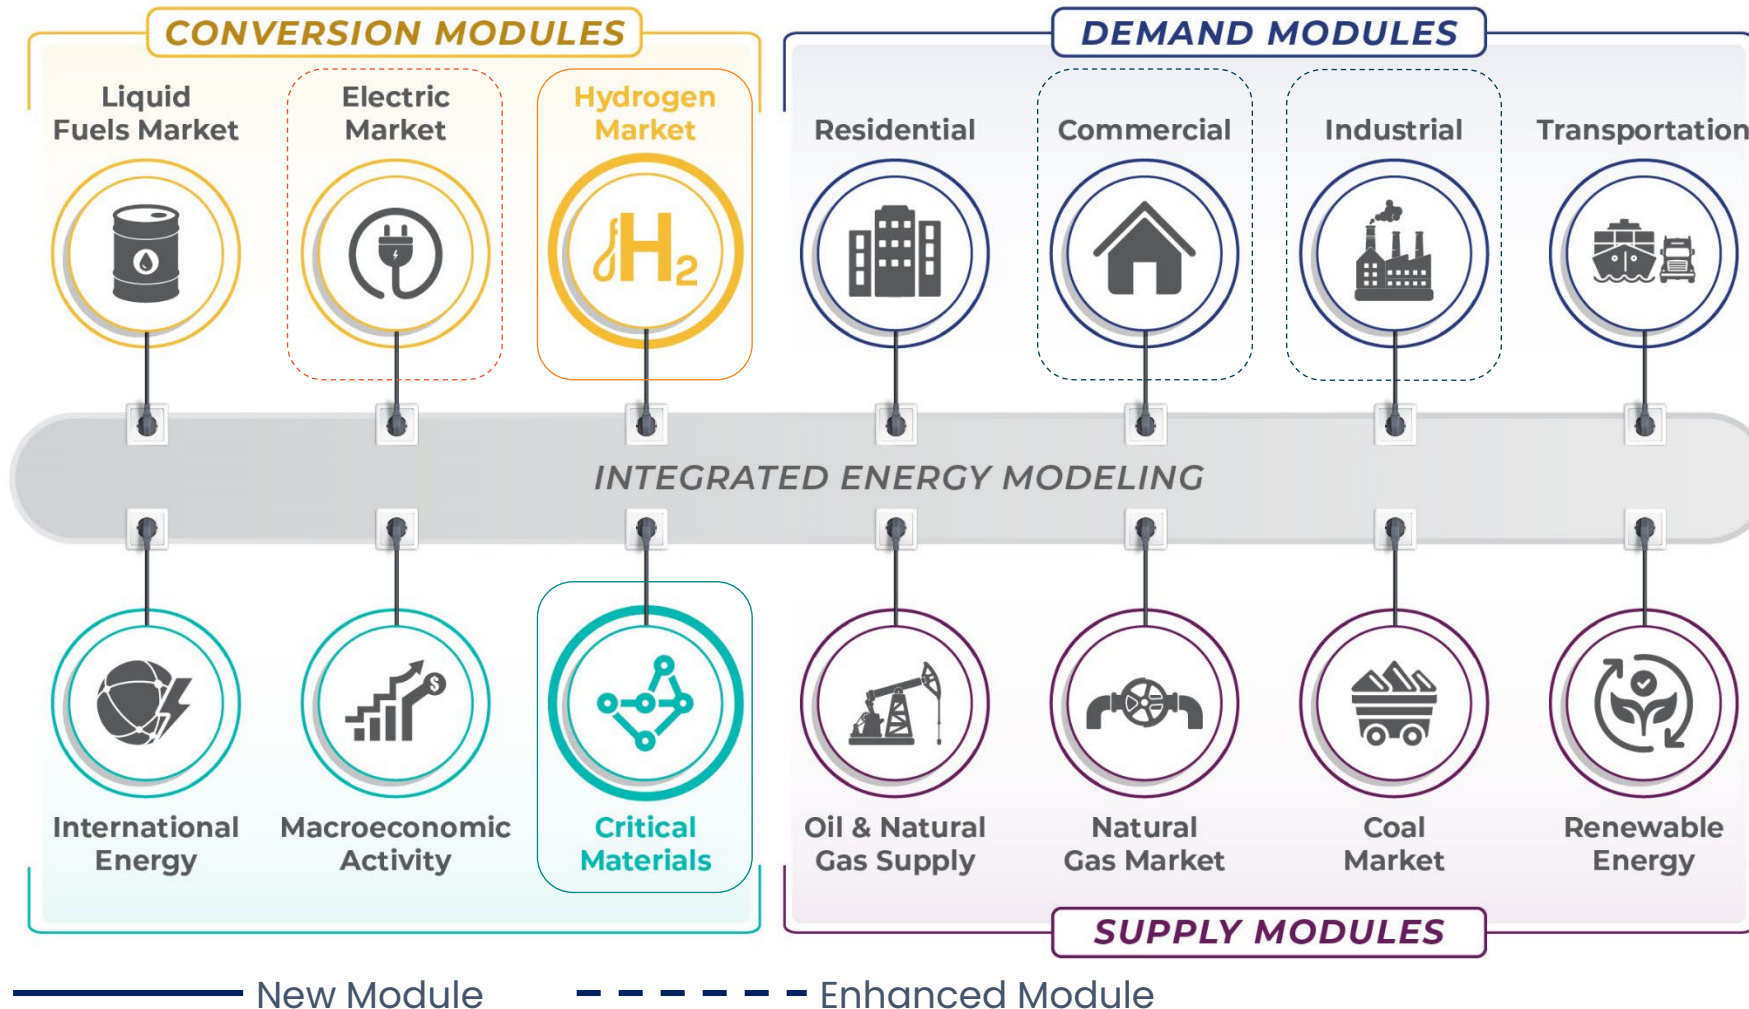 CONVERSION MODULES
DEMAND MODULES
Liquid
Fuels Market
Electric
Market
Hydrogen
Market
Residential
Commercial
Industrial
Transportation
H2
INTEGRATED ENERGY MODELING
$
International
Energy
Macroeconomic
Activity
Critical
Materials
Oil & Natural
Gas Supply
Natural
Gas Market
Coal
Market
Renewable
Energy
SUPPLY MODULES
New Module
Enhanced Module